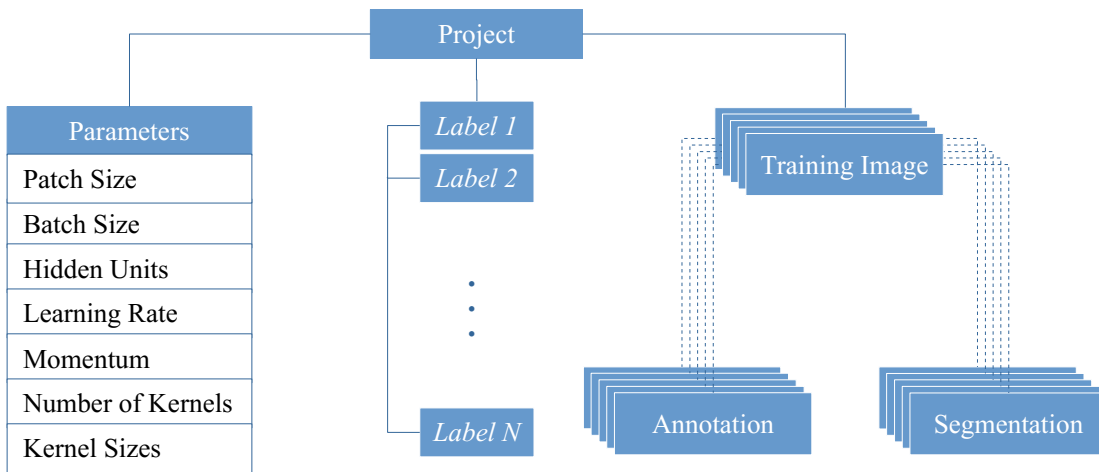 Project
Parameters
Patch Size
Batch Size
Hidden Units
Learning Rate
Momentum
Number of Kernels
Kernel Sizes
Label 1
Label 2
Label N
Training Image
Annotation
Segmentation